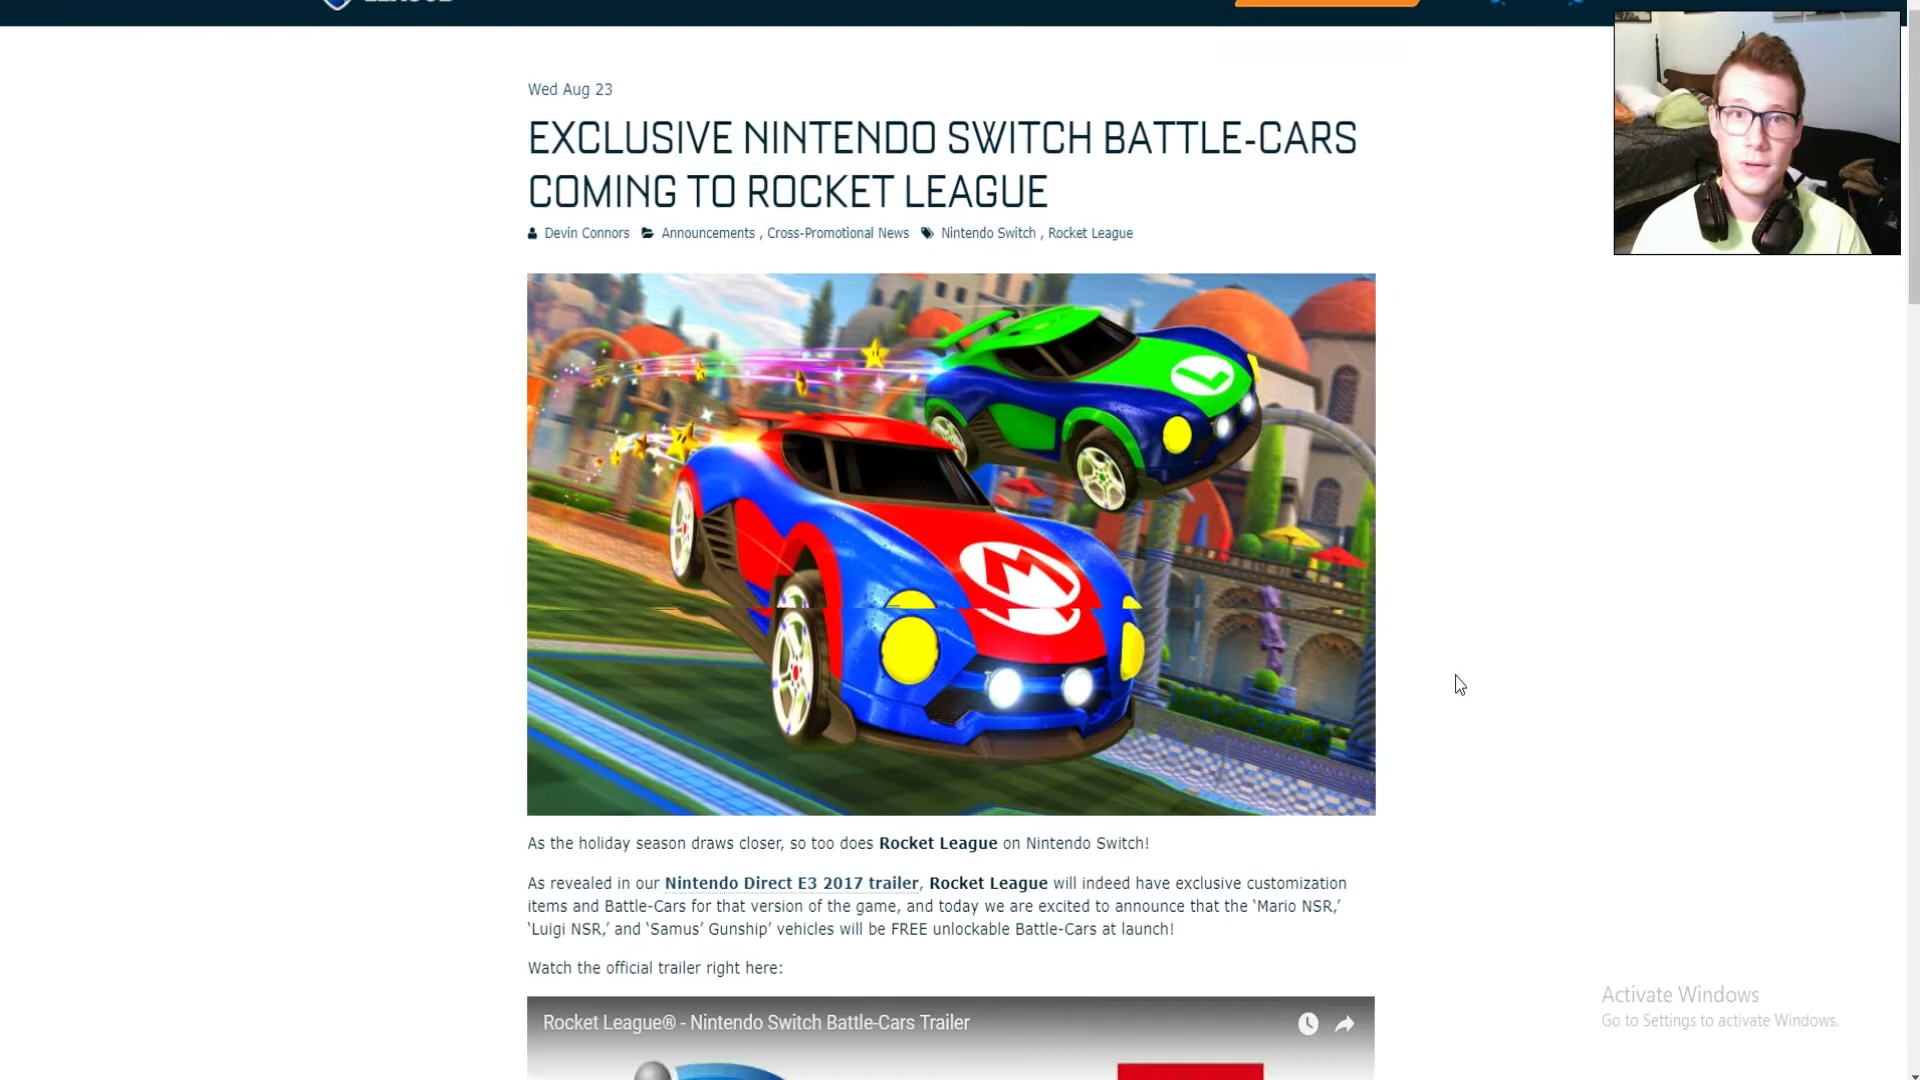 Wed Aug 23
EXCLUSIVE NINTENDO SWITCH BATTLE-CARS
COMING TO ROCKET LEAGUE
Devin Connors Announcements , Cross-Promotional News Nintendo Switch , Rocket League
L
M
As the holiday season draws closer, so too does Rocket League on Nintendo Switch!
As revealed in our Nintendo Direct E3 2017 trailer, Rocket League will indeed have exclusive customization
items and Battle-Cars for that version of the game, and today we are excited to announce that the ‘Mario NSR,’
‘Luigi NSR,’ and ‘Samus’ Gunship’ vehicles will be FREE unlockable Battle-Cars at launch!
Watch the official trailer right here:
Rocket League® - Nintendo Switch Battle-Cars Trailer
Activate Windows
Go to Settings to activate Windows.